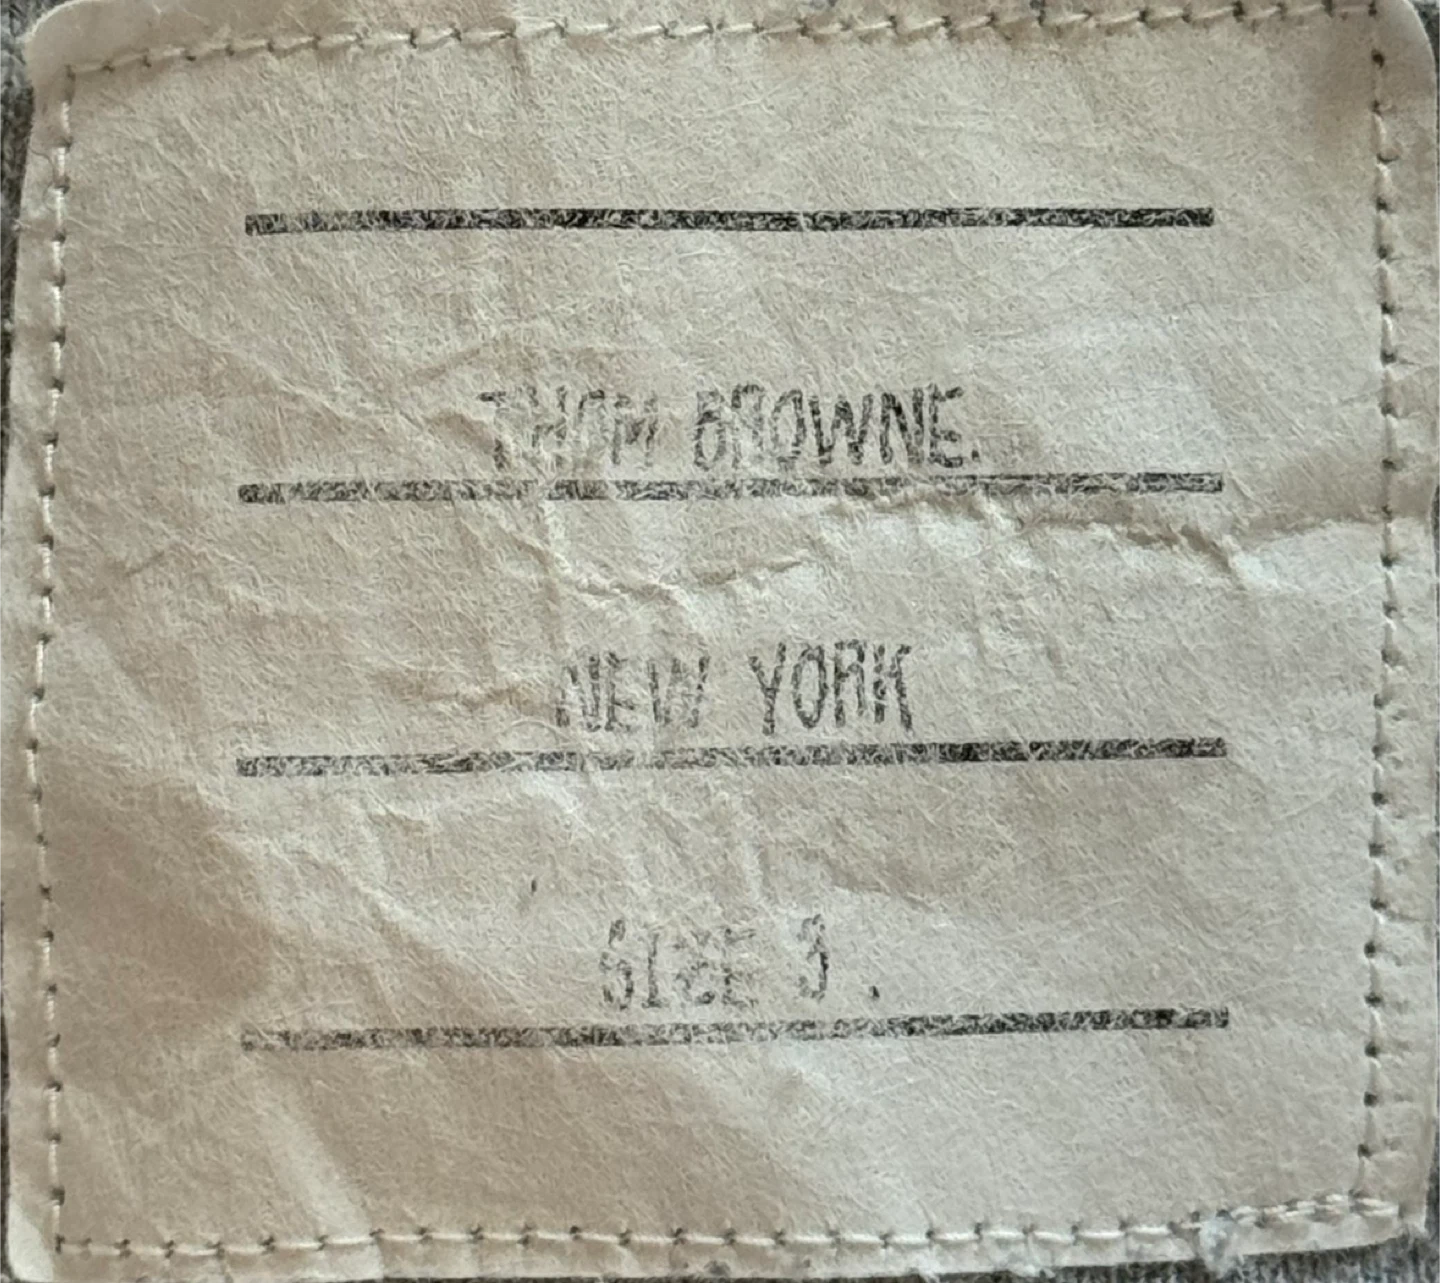 THOM BROWNE.
NEW YORK
SIZE 3 .